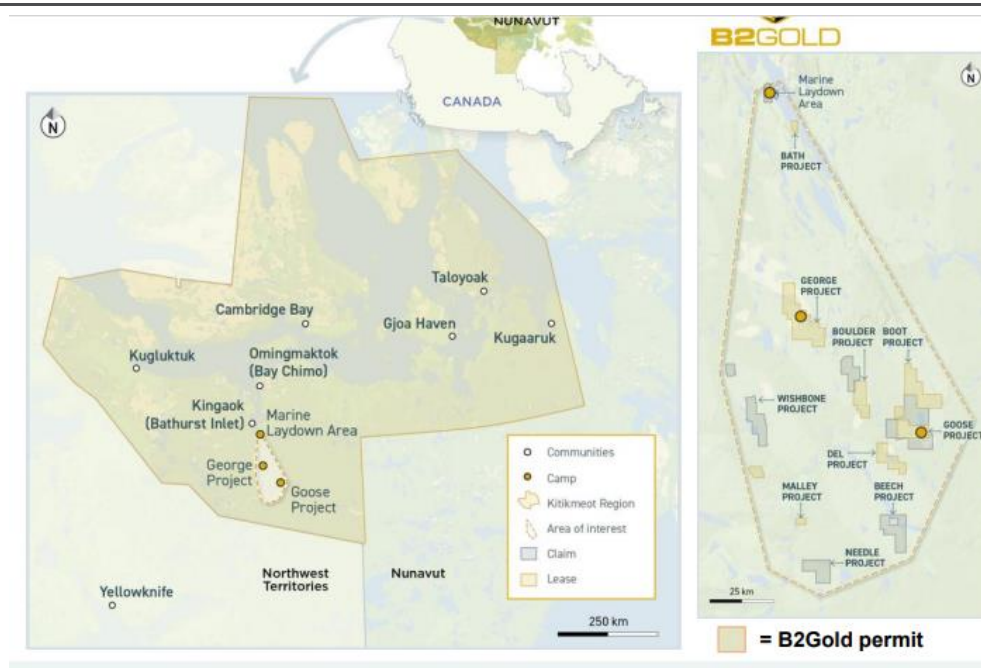 NUNAVUT
CANADA
N
Taloyoak
Cambridge Bay
Gjoa Haven
Kugaaruk
Kugluktuk
Omingmaktok
(Bay Chimo)
Kingaok
(Bathurst Inlet)
Marine
Laydown Area
George
Project
Goose
Project
Northwest
Territories
Nunavut
Yellowknife
Communities
Camp
Kitikmeot Region
Area of interest
Claim
Lease
250 km
B2GOLD
N
Marine
Laydown
Area
BATH
PROJECT
GEORGE
PROJECT
BOULDER
PROJECT
BOOT
PROJECT
WISHBONE
PROJECT
GOOSE
PROJECT
DEL
PROJECT
MALLEY
PROJECT
BEECH
PROJECT
NEEDLE
PROJECT
25 km
= B2Gold permit